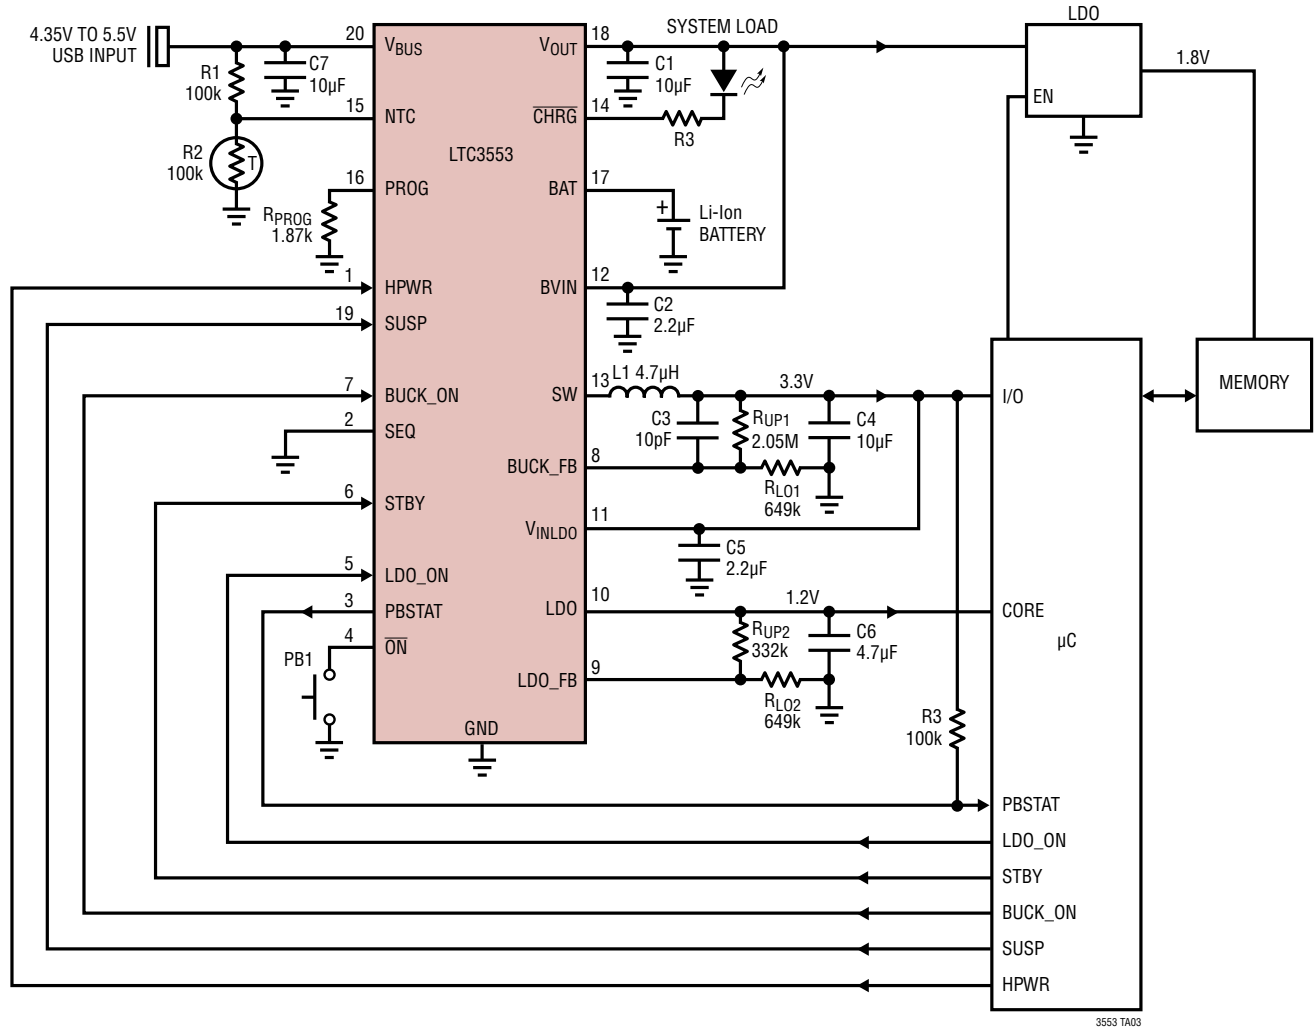 4.35V TO 5.5V
USB INPUT
R1
100k
C7
10µF
R2
100k
T
RPROG
1.87k
20
VBUS
15
NTC
16
PROG
1
HPWR
19
SUSP
7
BUCK_ON
2
SEQ
6
STBY
5
LDO_ON
3
PBSTAT
4
ON
PB1
LTC3553
GND
VOUT
18
CHRG
14
BAT
17
BVIN
12
SW
13
BUCK_FB
8
VINLDO
11
LDO
10
LDO_FB
9
SYSTEM LOAD
C1
10µF
R3
+
Li-Ion
BATTERY
C2
2.2µF
L1 4.7µH
3.3V
C3
10pF
RUP1
2.05M
C4
10µF
RLO1
649k
C5
2.2µF
1.2V
RUP2
332k
C6
4.7µF
RLO2
649k
R3
100k
LDO
EN
1.8V
MEMORY
I/O
CORE
µC
PBSTAT
LDO_ON
STBY
BUCK_ON
SUSP
HPWR
3553 TA03